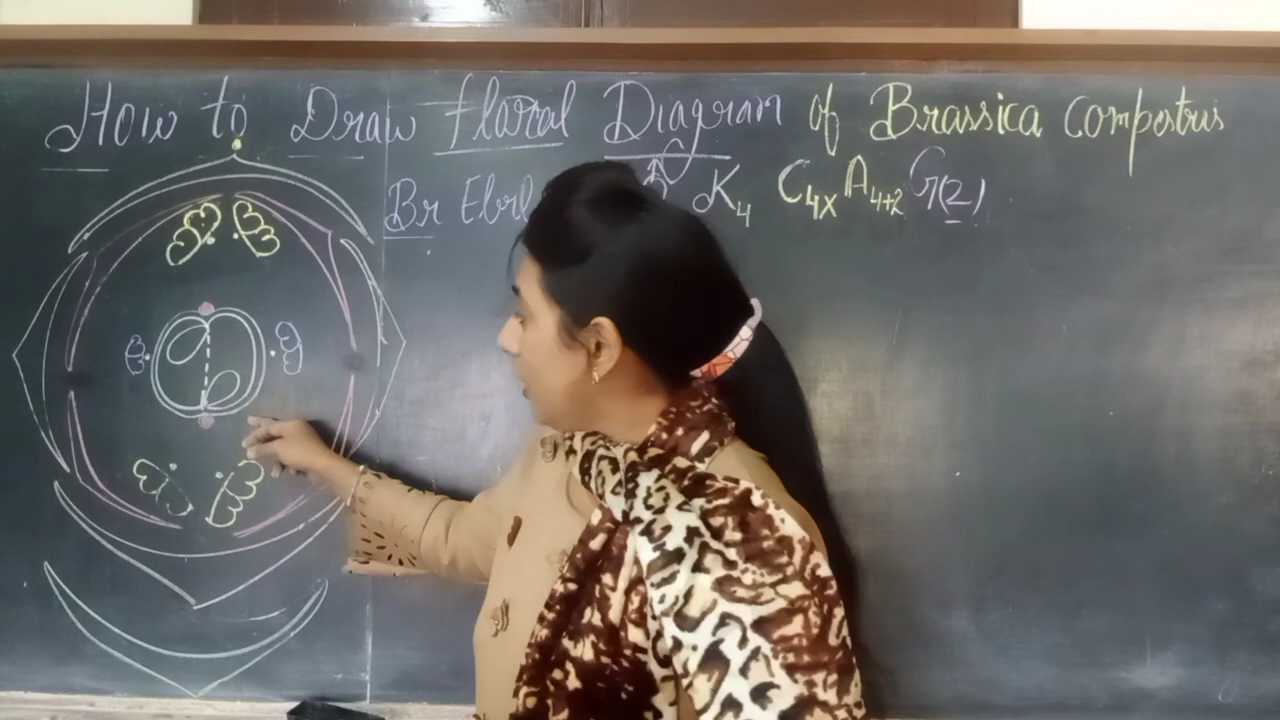 How to Draw Floral Diagram of Brassica Compestris
Br Ebrl K4 C4x A4+2 G(2)